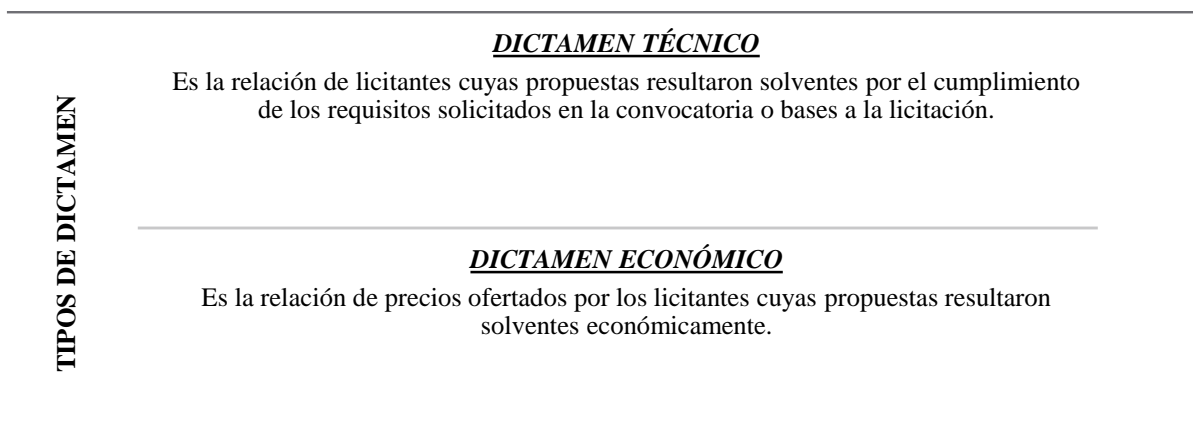 TIPOS DE DICTAMEN
DICTAMEN TÉCNICO
Es la relación de licitantes cuyas propuestas resultaron solventes por el cumplimiento
de los requisitos solicitados en la convocatoria o bases a la licitación.
DICTAMEN ECONÓMICO
Es la relación de precios ofertados por los licitantes cuyas propuestas resultaron
solventes económicamente.